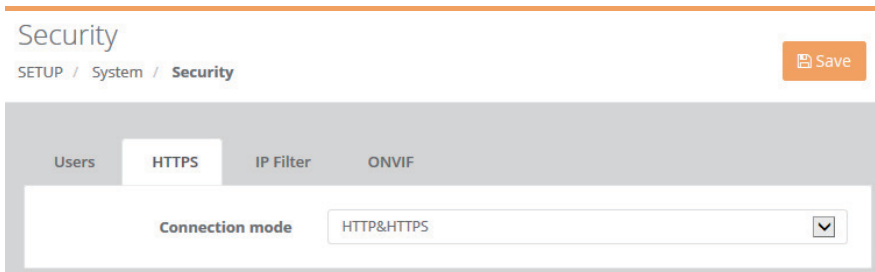 Security
SETUP / System / Security
Save
Users HTTPS IP Filter ONVIF
Connection mode HTTP&HTTPS